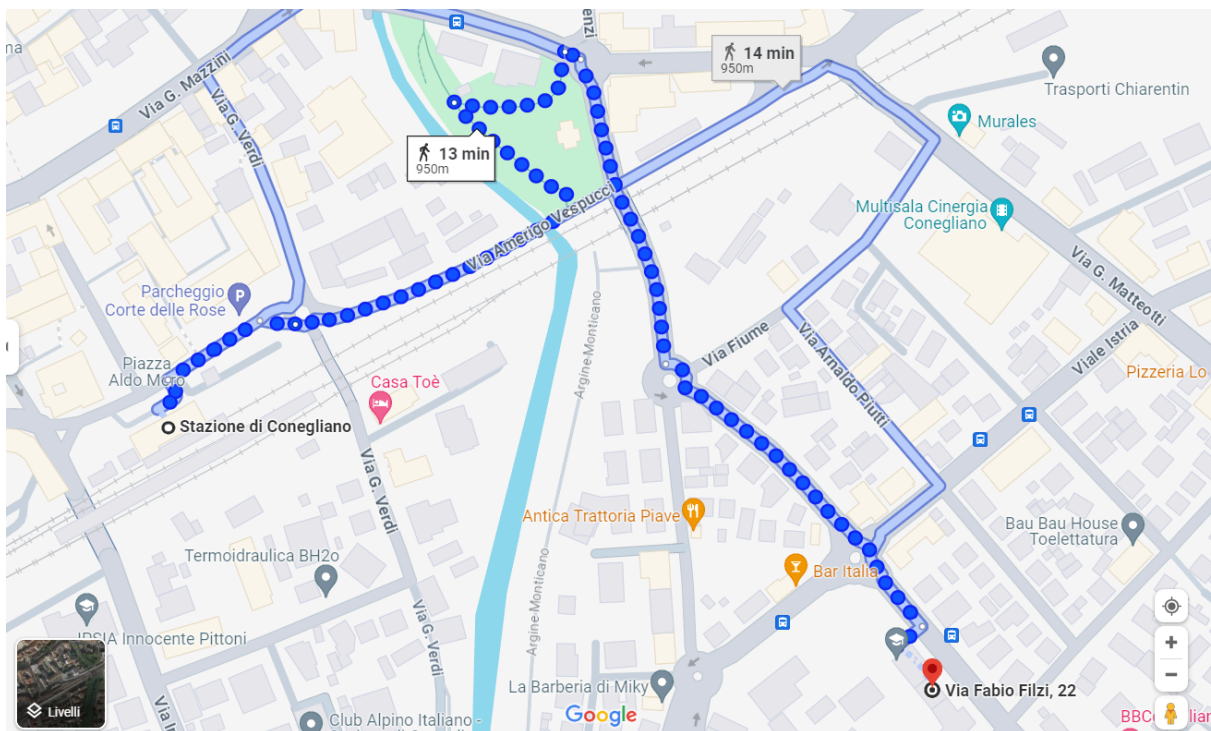 Via G. Mazzini
Via G. Verdi
14 min
950m
Trasporti Chiarentin
Murales
13 min
950m
Multisala Cinergia
Conegliano
Via Amerigo Vespucci
Via G. Matteotti
Parcheggio
Corte delle Rose
P
Piazza
Aldo Moro
Argine Monticano
Via Fiume
Viale Istria
Via Arnaldo Piutti
Pizzeria Lo
Casa Toè
Stazione di Conegliano
Via G. Verdi
Antica Trattoria Piave
Bau Bau House
Toelettatura
Termoidraulica BH2o
Bar Italia
Argine Monticano
IPSIA Innocente Pittoni
Via G. Verdi
La Barberia di Miky
Via Fabio Filzi, 22
Livelli
Google
Club Alpino Italiano -